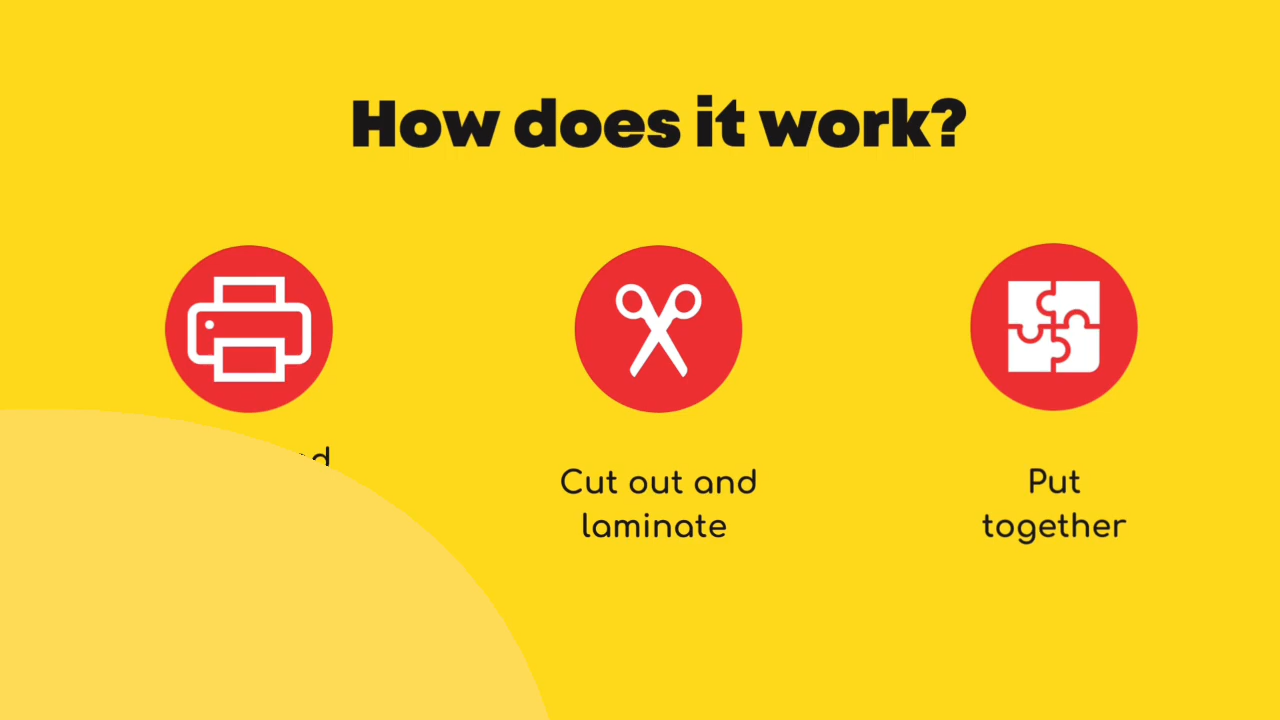 How does it work?
Cut out and
laminate
Put
together